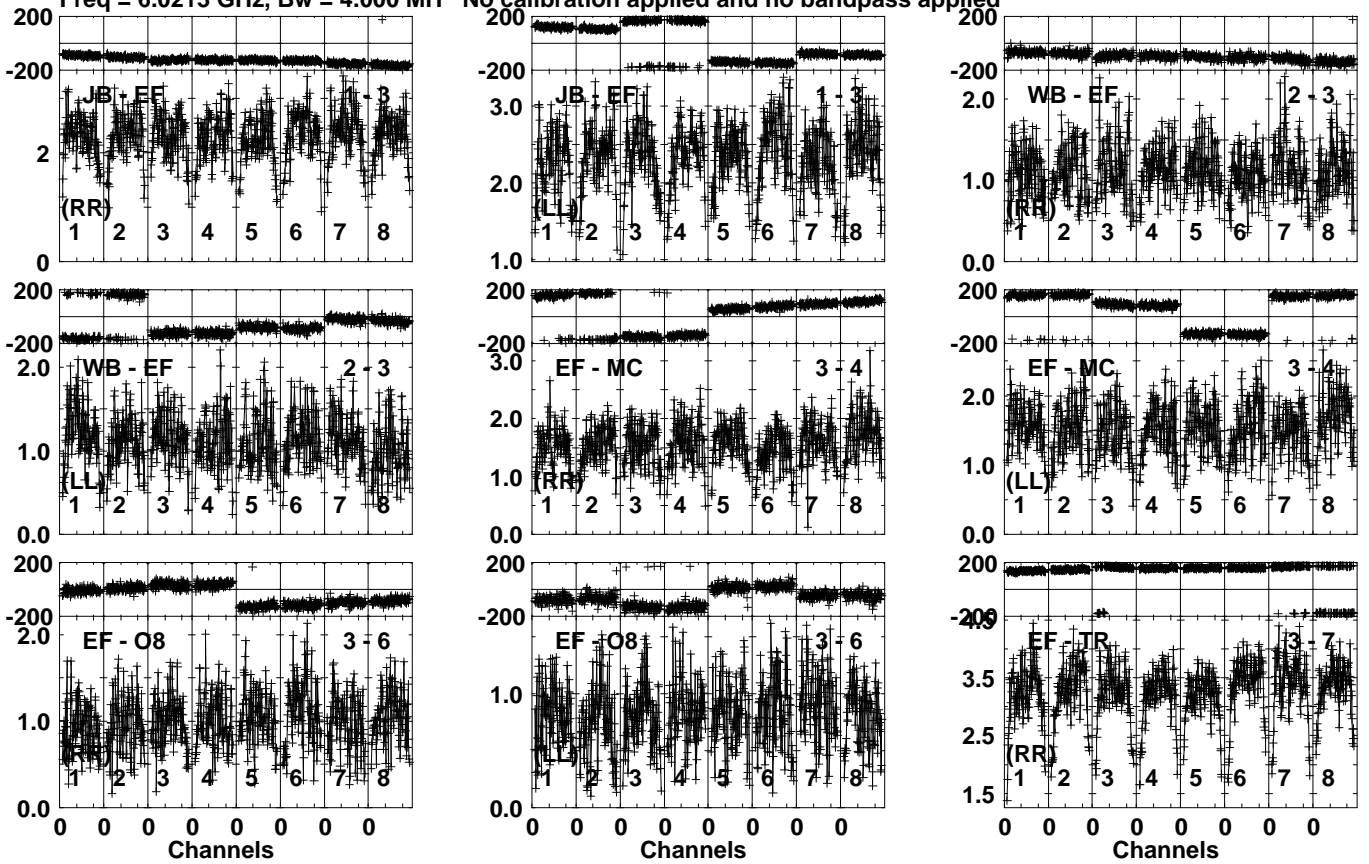 Freq = 6.0213 GHz, Bw = 4.000 MH No calibration applied and no bandpass applied
200 200 200
-200 -200 -200
JB - EF 1 - 3 JB - EF 1 - 3 WB - EF 2 - 3
3.0 2.0
2 2.0 1.0
(RR) (LL) (RR)
1 2 3 4 5 6 7 8 1 2 3 4 5 6 7 8 1 2 3 4 5 6 7 8
0 1.0 0.0
200 200 200
-200 -200 -200
WB - EF 2 - 3 EF - MC 3 - 4 EF - MC 3 - 4
2.0 3.0 2.0
1.0 2.0 1.0
1.0
(LL) (RR) (LL)
1 2 3 4 5 6 7 8 1 2 3 4 5 6 7 8 1 2 3 4 5 6 7 8
0.0 0.0 0.0
200 200 200
-200 -200 -200
4.5
EF - O8 3 - 6 EF - O8 3 - 6 EF - TR 3 - 7
2.0 1.0 3.5
1.0 2.5
(RR) (LL) (RR)
1 2 3 4 5 6 7 8 1 2 3 4 5 6 7 8 1 2 3 4 5 6 7 8
0.0 0.0 1.5
0 0 0 0 0 0 0 0 0 0 0 0 0 0 0 0 0 0 0 0 0 0 0 0
Channels Channels Channels